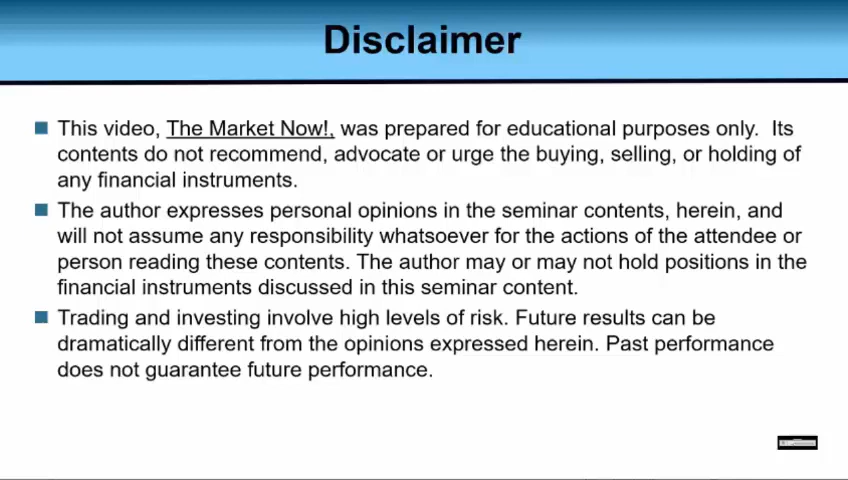 Disclaimer
This video, The Market Now!, was prepared for educational purposes only. Its
contents do not recommend, advocate or urge the buying, selling, or holding of
any financial instruments.
The author expresses personal opinions in the seminar contents, herein, and
will not assume any responsibility whatsoever for the actions of the attendee or
person reading these contents. The author may or may not hold positions in the
financial instruments discussed in this seminar content.
Trading and investing involve high levels of risk. Future results can be
dramatically different from the opinions expressed herein. Past performance
does not guarantee future performance.